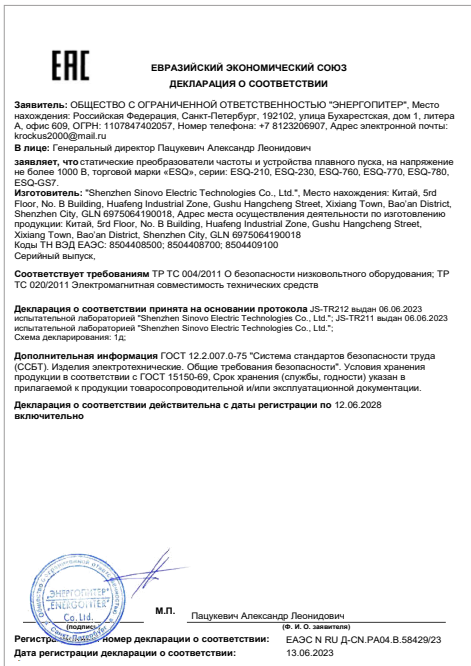 EAC
ЕВРАЗИЙСКИЙ ЭКОНОМИЧЕСКИЙ СОЮЗ
ДЕКЛАРАЦИЯ О СООТВЕТСТВИИ
Заявитель: ОБЩЕСТВО С ОГРАНИЧЕННОЙ ОТВЕТСТВЕННОСТЬЮ "ЭНЕРГОПИТЕР", Место
нахождения: Российская Федерация, Санкт-Петербург, 192102, улица Бухарестская, дом 1, литера
А, офис 609, ОГРН: 1107847402057, Номер телефона: +7 8123206907, Адрес электронной почты:
krockus2000@mail.ru
В лице: Генеральный директор Пацукевич Александр Леонидович
заявляет, что статические преобразователи частоты и устройства плавного пуска, на напряжение
не более 1000 В, торговой марки «ESQ», серии: ESQ-210, ESQ-230, ESQ-760, ESQ-770, ESQ-780,
ESQ-GS7.
Изготовитель: "Shenzhen Sinovo Electric Technologies Co., Ltd.", Место нахождения: Китай, 5rd
Floor, No. B Building, Huafeng Industrial Zone, Gushu Hangcheng Street, Xixiang Town, Bao'an District,
Shenzhen City, GLN 6975064190018, Адрес места осуществления деятельности по изготовлению
продукции: Китай, 5rd Floor, No. B Building, Huafeng Industrial Zone, Gushu Hangcheng Street,
Xixiang Town, Bao'an District, Shenzhen City, GLN 6975064190018
Коды ТН ВЭД ЕАЭС: 8504408500; 8504408700; 8504409100
Серийный выпуск,
Соответствует требованиям ТР ТС 004/2011 О безопасности низковольтного оборудования; ТР
ТС 020/2011 Электромагнитная совместимость технических средств
Декларация о соответствии принята на основании протокола JS-TR212 выдан 06.06.2023
испытательной лабораторией "Shenzhen Sinovo Electric Technologies Co., Ltd."; JS-TR211 выдан 06.06.2023
испытательной лабораторией "Shenzhen Sinovo Electric Technologies Co., Ltd.";
Схема декларирования: 1д;
Дополнительная информация ГОСТ 12.2.007.0-75 "Система стандартов безопасности труда
(ССБТ). Изделия электротехнические. Общие требования безопасности". Условия хранения
продукции в соответствии с ГОСТ 15150-69, Срок хранения (службы, годности) указан в
прилагаемой к продукции товаросопроводительной и/или эксплуатационной документации.
Декларация о соответствии действительна с даты регистрации по 12.06.2028
включительно
"ЭНЕРГОПИТЕР"
"ENERGOPITER"
Co.Ltd.
Санкт-Петербург
М.П.
Пацукевич Александр Леонидович
(подпись)
(Ф. И. О. заявителя)
номер декларации о соответствии: ЕАЭС N RU Д-CN.РА04.В.58429/23
Дата регистрации декларации о соответствии: 13.06.2023